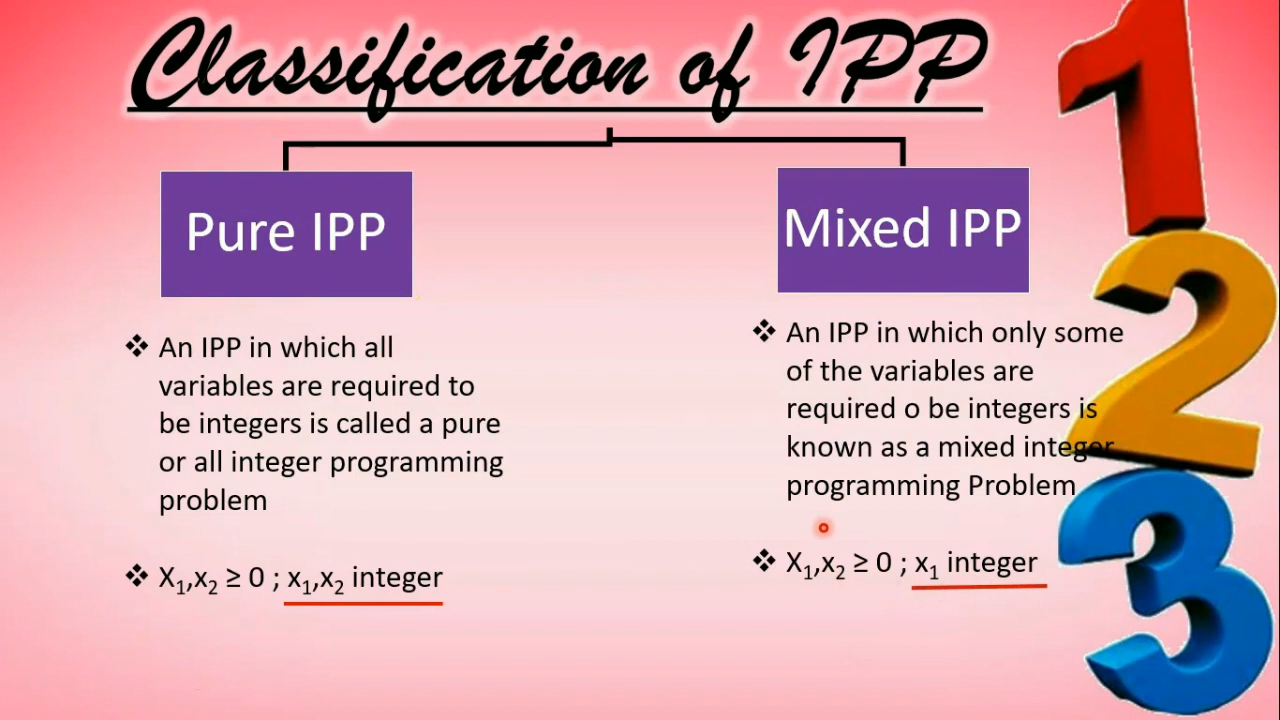 Classification of IPP
Pure IPP
An IPP in which all
variables are required to
be integers is called a pure
or all integer programming
problem
X₁,x₂ ≥ 0 ; x₁,x₂ integer
Mixed IPP
An IPP in which only some
of the variables are
required o be integers is
known as a mixed integer
programming Problem
X₁,x₂ ≥ 0 ; x₁ integer
1
2
3